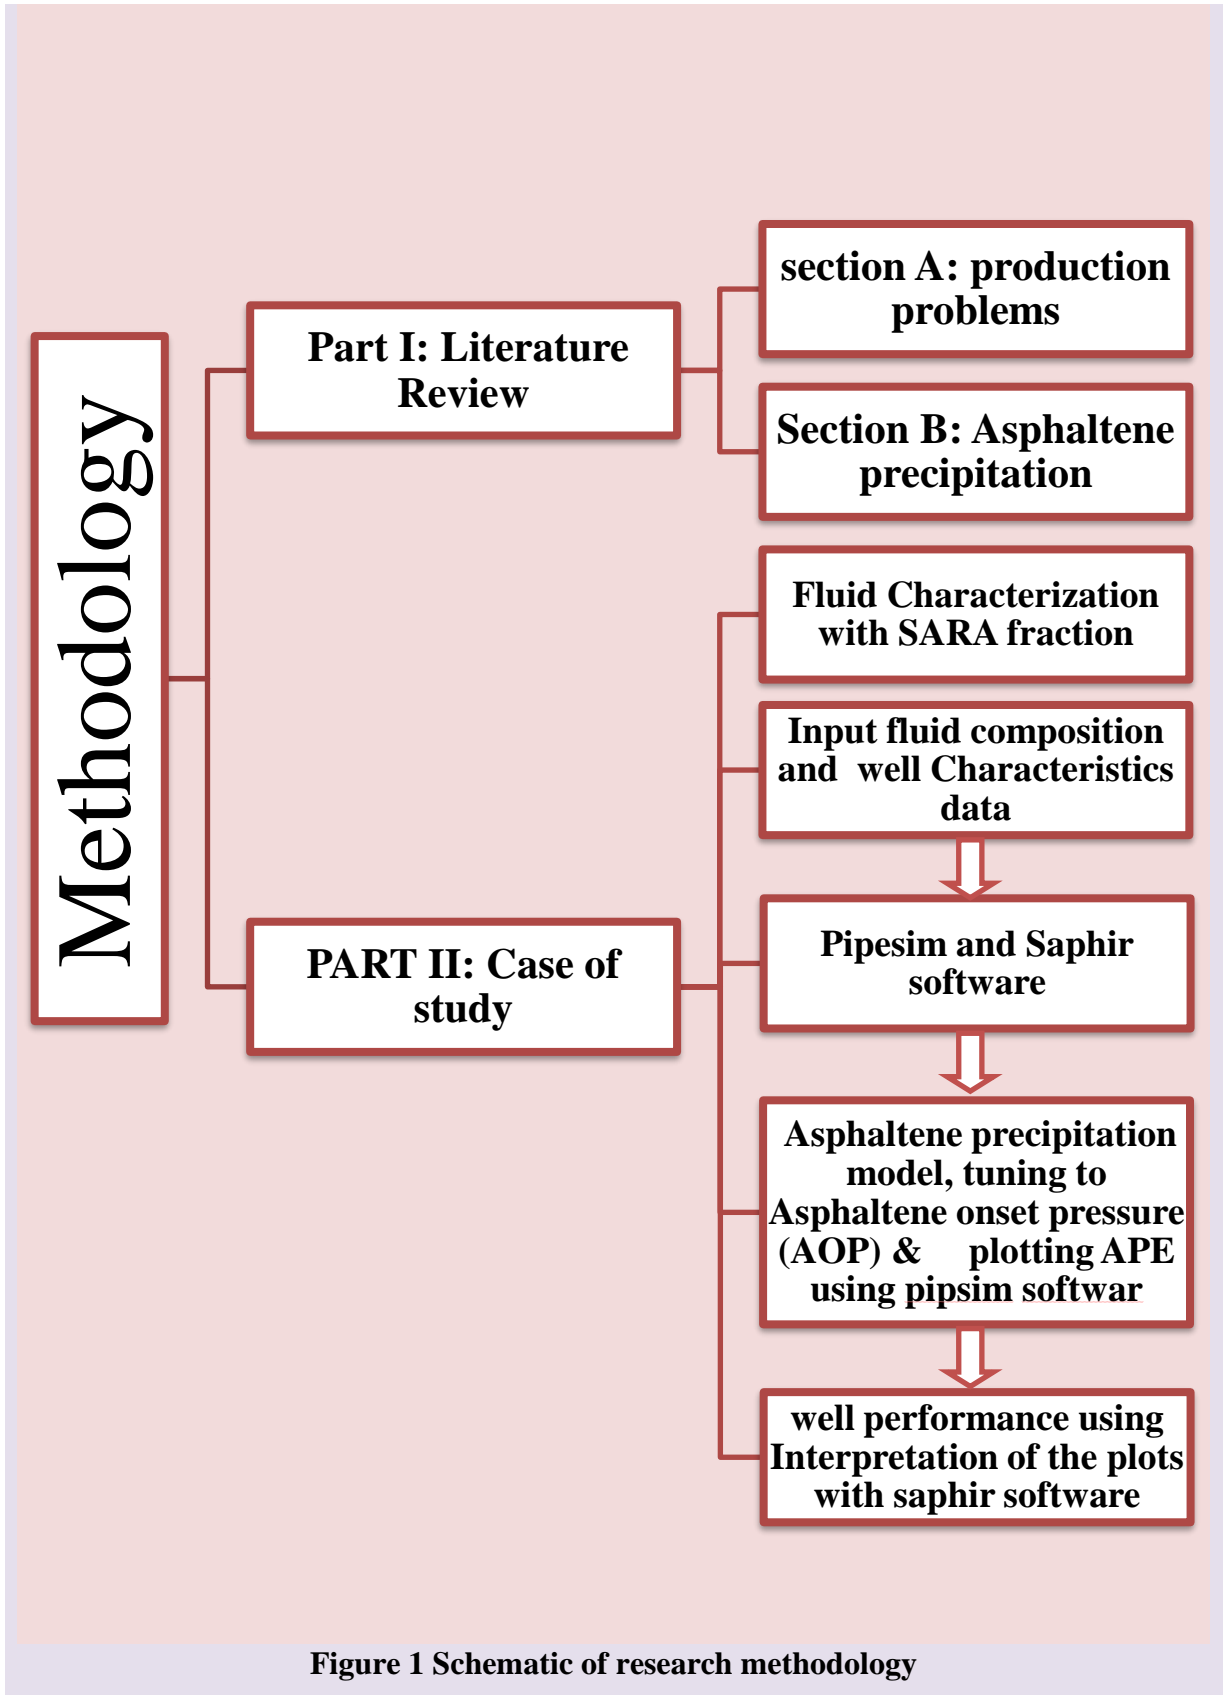 Methodology
Part I: Literature
Review
section A: production
problems
Section B: Asphaltene
precipitation
PART II: Case of
study
Fluid Characterization
with SARA fraction
Input fluid composition
and well Characteristics
data
Pipesim and Saphir
software
Asphaltene precipitation
model, tuning to
Asphaltene onset pressure
(AOP) & plotting APE
using pipsim softwar
well performance using
Interpretation of the plots
with saphir software
Figure 1 Schematic of research methodology